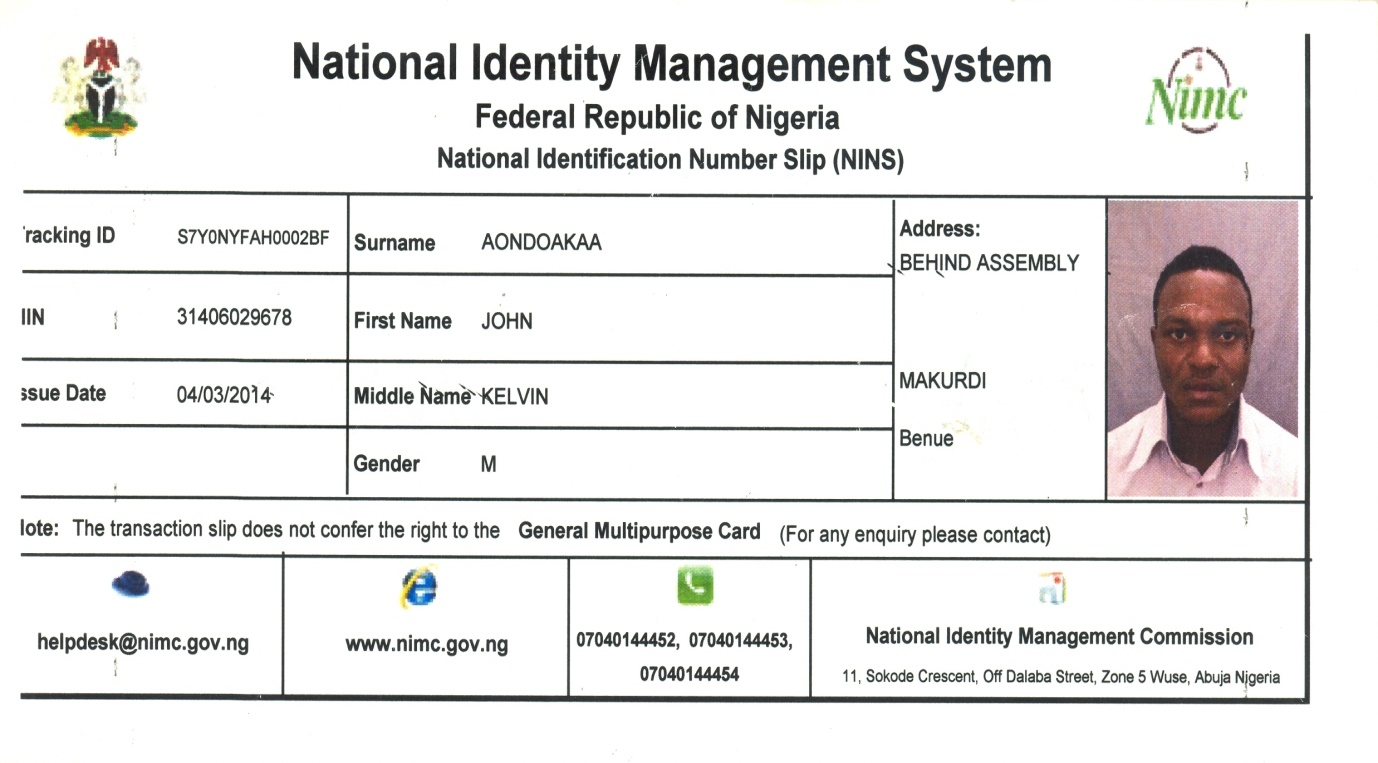 National Identity Management System
Federal Republic of Nigeria
National Identification Number Slip (NINS)
Nimc
racking ID S7Y0NYFAH0002BF
Surname AONDOAKAA
Address:
BEHIND ASSEMBLY
IN 31406029678
First Name JOHN
MAKURDI
ssue Date 04/03/2014
Middle Name KELVIN
Benue
Gender M
lote: The transaction slip does not confer the right to the General Multipurpose Card (For any enquiry please contact)
helpdesk@nimc.gov.ng
www.nimc.gov.ng
07040144452, 07040144453,
07040144454
National Identity Management Commission
11, Sokode Crescent, Off Dalaba Street, Zone 5 Wuse, Abuja Nigeria